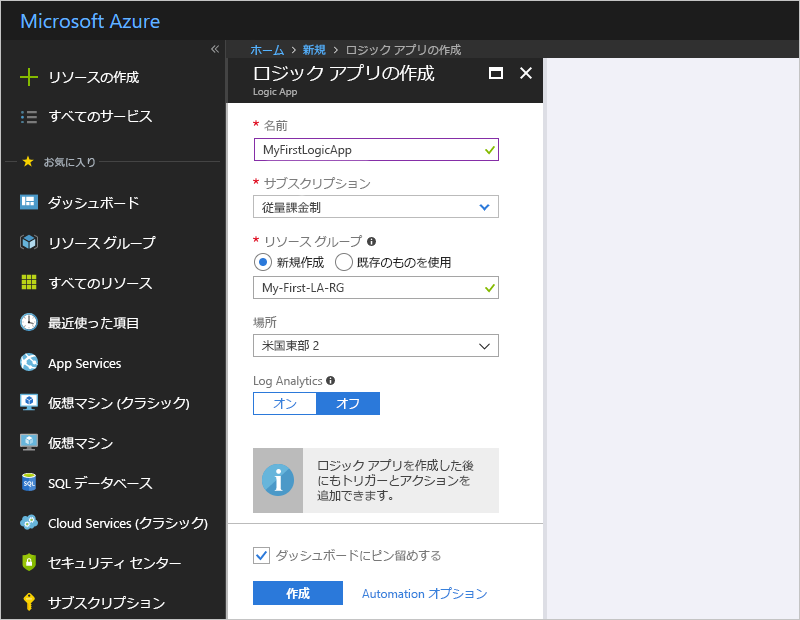 Microsoft Azure
«
リソースの作成
すべてのサービス
お気に入り
ダッシュボード
リソース グループ
すべてのリソース
最近使った項目
App Services
仮想マシン (クラシック)
仮想マシン
SQL データベース
Cloud Services (クラシック)
セキュリティ センター
サブスクリプション
ホーム > 新規 > ロジック アプリの作成
ロジック アプリの作成
Logic App
* 名前
MyFirstLogicApp
* サブスクリプション
従量課金制
* リソース グループ
新規作成 既存のものを使用
My-First-LA-RG
場所
米国東部 2
Log Analytics
オン オフ
ロジック アプリを作成した後
にもトリガーとアクションを
追加できます。
ダッシュボードにピン留めする
作成 Automation オプション